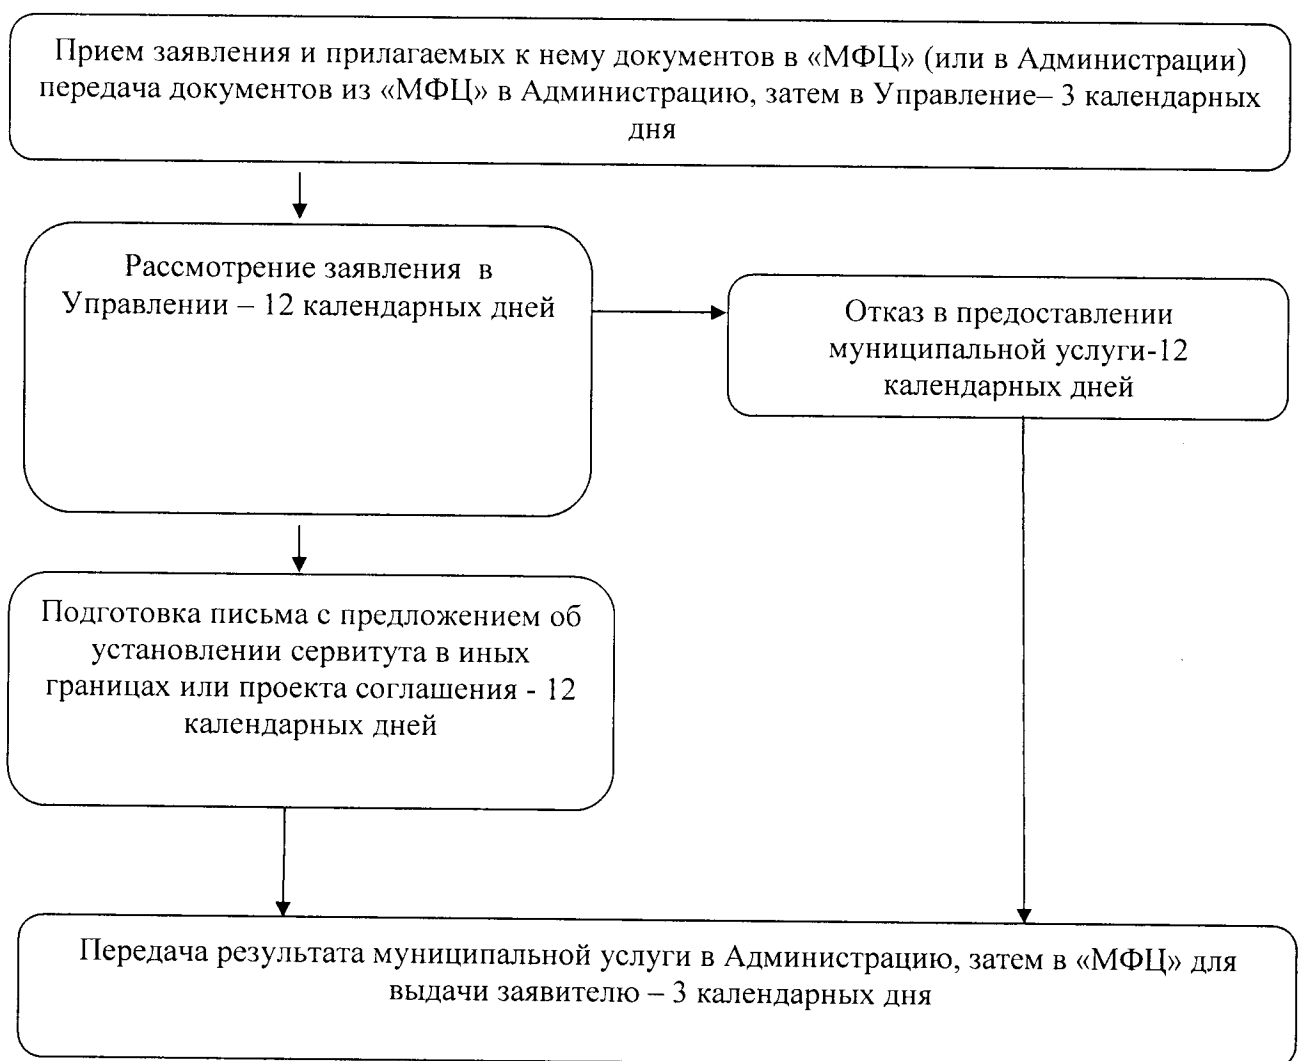 Прием заявления и прилагаемых к нему документов в «МФЦ» (или в Администрации)
передача документов из «МФЦ» в Администрацию, затем в Управление– 3 календарных
дня
Рассмотрение заявления в
Управлении – 12 календарных дней
Отказ в предоставлении
муниципальной услуги-12
календарных дней
Подготовка письма с предложением об
установлении сервитута в иных
границах или проекта соглашения - 12
календарных дней
Передача результата муниципальной услуги в Администрацию, затем в «МФЦ» для
выдачи заявителю – 3 календарных дня